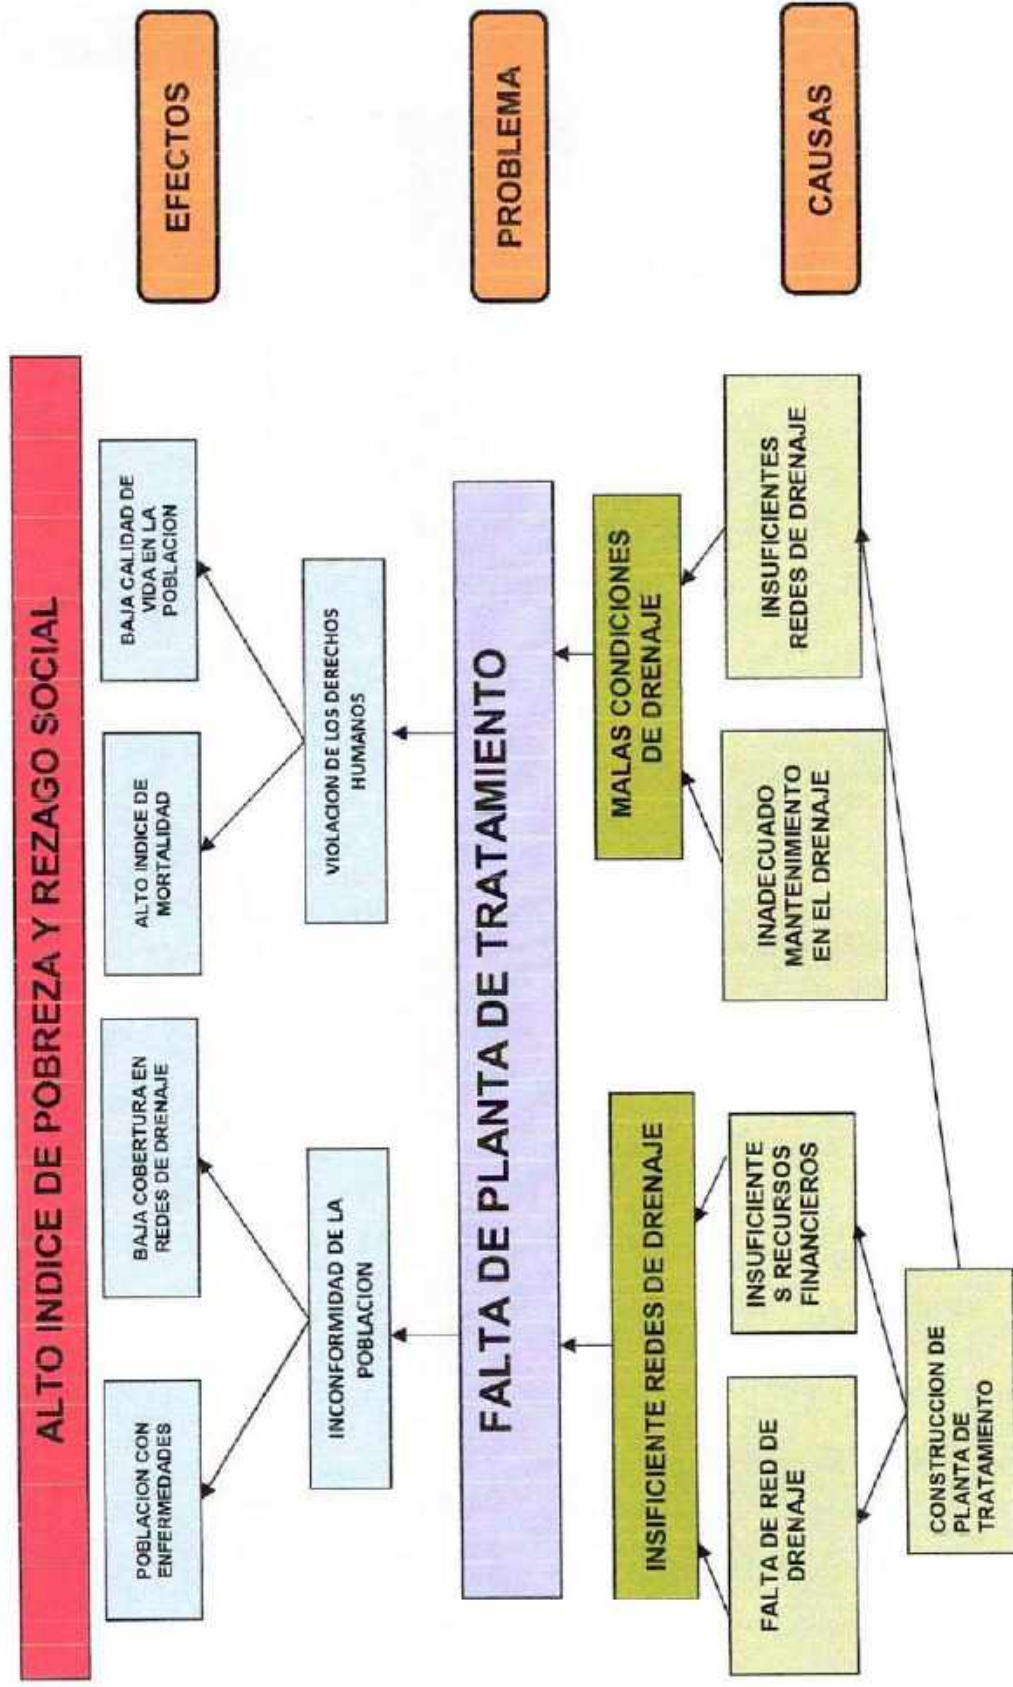 ALTO INDICE DE POBREZA Y REZAGO SOCIAL
EFECTOS
POBLACION CON
ENFERMEDADES
BAJA COBERTURA EN
REDES DE DRENAJE
ALTO INDICE DE
MORTALIDAD
BAJA CALIDAD DE
VIDA EN LA
POBLACION
INCONFORMIDAD DE LA
POBLACION
VIOLACION DE LOS DERECHOS
HUMANOS
FALTA DE PLANTA DE TRATAMIENTO
PROBLEMA
INSIFICIENTE REDES DE DRENAJE
MALAS CONDICIONES
DE DRENAJE
FALTA DE RED DE
DRENAJE
INSUFICIENTE
S RECURSOS
FINANCIEROS
INADECUADO
MANTENIMIENTO
EN EL DRENAJE
INSUFICIENTES
REDES DE DRENAJE
CAUSAS
CONSTRUCCION DE
PLANTA DE
TRATAMIENTO